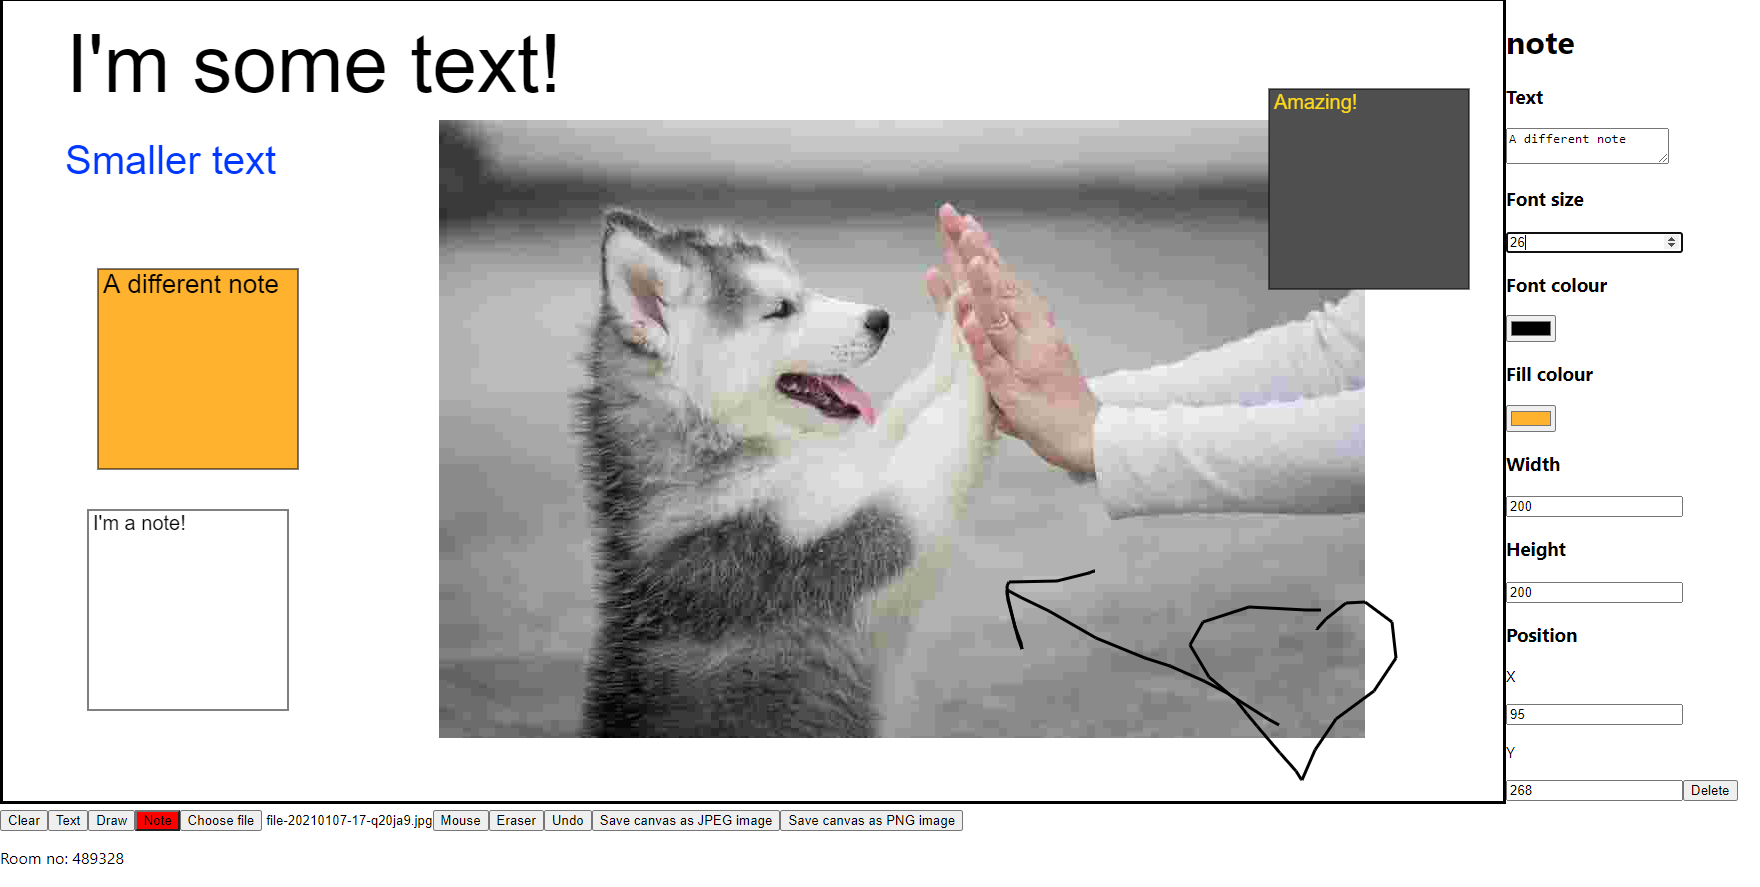 I'm some text!
Smaller text
Amazing!
A different note
I'm a note!
note
Text
A different note
Font size
26
Font colour
Fill colour
Width
200
Height
200
Position
X
95
Y
268 Delete
Clear Text Draw Note Choose file file-20210107-17-q20ja9.jpg Mouse Eraser Undo Save canvas as JPEG image Save canvas as PNG image
Room no: 489328